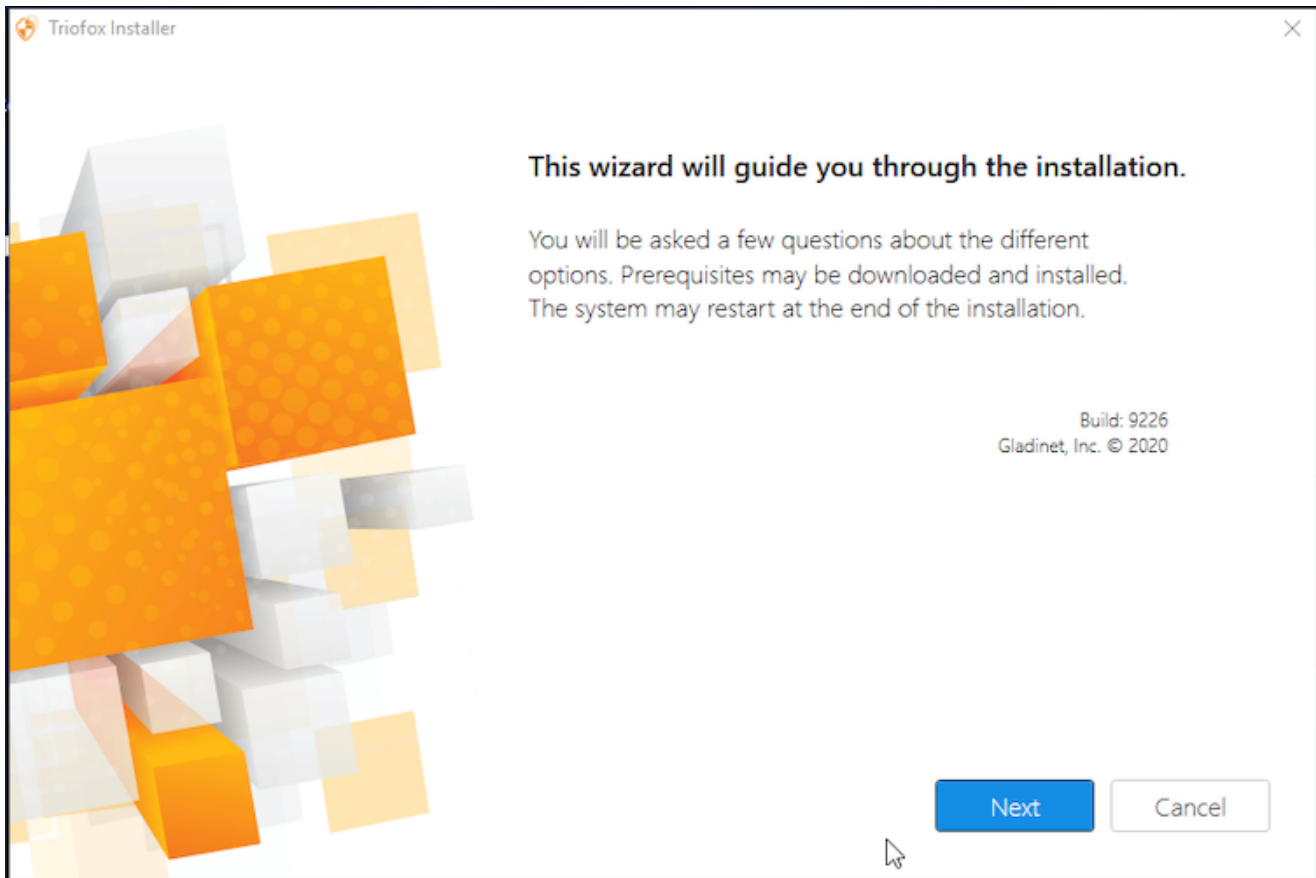 Triofox Installer
This wizard will guide you through the installation.
You will be asked a few questions about the different
options. Prerequisites may be downloaded and installed.
The system may restart at the end of the installation.
Build: 9226
Gladinet, Inc. © 2020
Next
Cancel